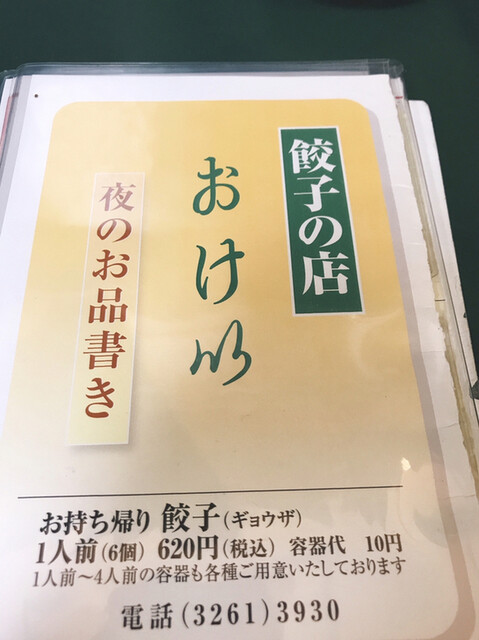 餃子の店
おけ以
夜のお品書き
お持ち帰り 餃子(ギョウザ)
1人前(6個) 620円(税込) 容器代 10円
1人前～4人前の容器も各種ご用意いたしております
電話(3261)3930